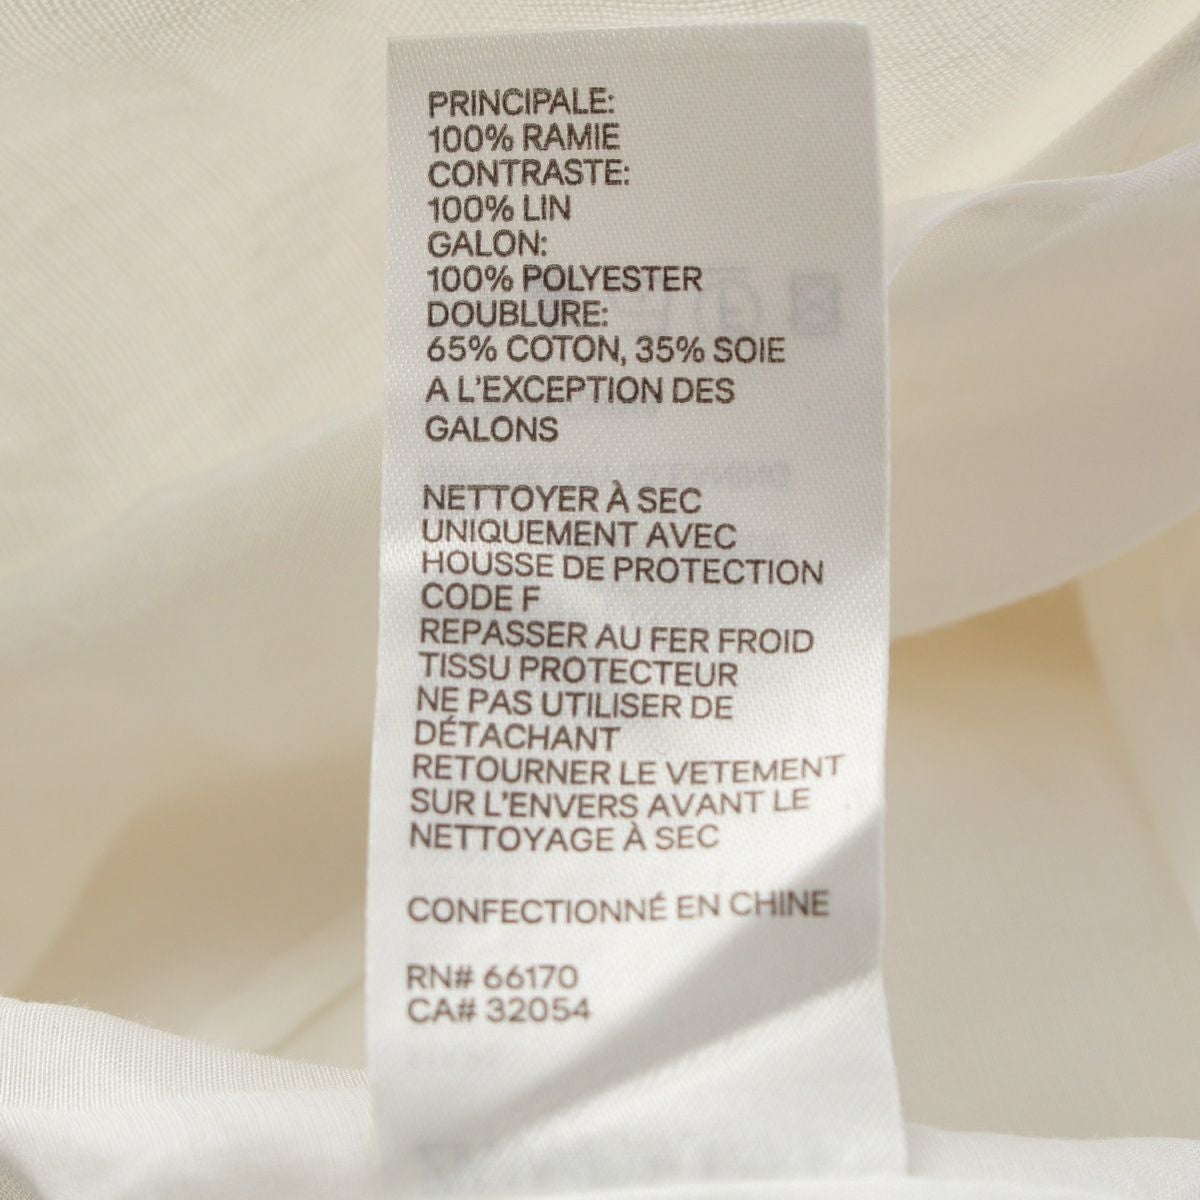 PRINCIPALE:
100% RAMIE
CONTRASTE:
100% LIN
GALON:
100% POLYESTER
DOUBLURE:
65% COTON, 35% SOIE
A L'EXCEPTION DES
GALONS
NETTOYER À SEC
UNIQUEMENT AVEC
HOUSSE DE PROTECTION
CODE F
REPASSER AU FER FROID
TISSU PROTECTEUR
NE PAS UTILISER DE
DÉTACHANT
RETOURNER LE VETEMENT
SUR L'ENVERS AVANT LE
NETTOYAGE À SEC
CONFECTIONNÉ EN CHINE
RN# 66170
CA# 32054